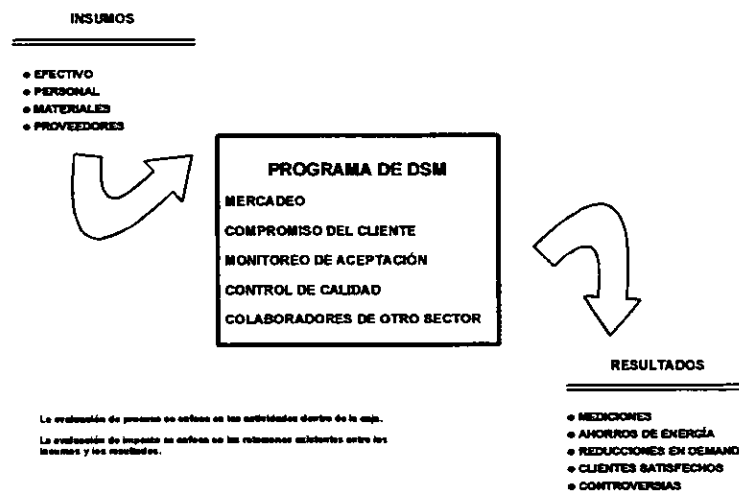 INSUMOS
● EFECTIVO
● PERSONAL
● MATERIALES
● PROVEEDORES
PROGRAMA DE DSM
MERCADEO
COMPROMISO DEL CLIENTE
MONITOREO DE ACEPTACIÓN
CONTROL DE CALIDAD
COLABORADORES DE OTRO SECTOR
RESULTADOS
● MEDICIONES
● AHORROS DE ENERGÍA
● REDUCCIONES EN DEMAND
● CLIENTES SATISFECHOS
● CONTROVERSIAS
La evaluación de proceso se enfoca en las actividades dentro de la caja.
La evaluación de impacto se enfoca en las relaciones existentes entre los
insumos y los resultados.